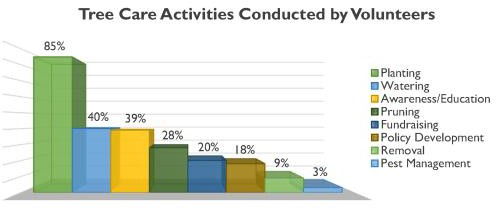 Tree Care Activities Conducted by Volunteers
85%
40%
39%
28%
20%
18%
9%
3%
Planting
Watering
Awareness/Education
Pruning
Fundraising
Policy Development
Removal
Pest Management